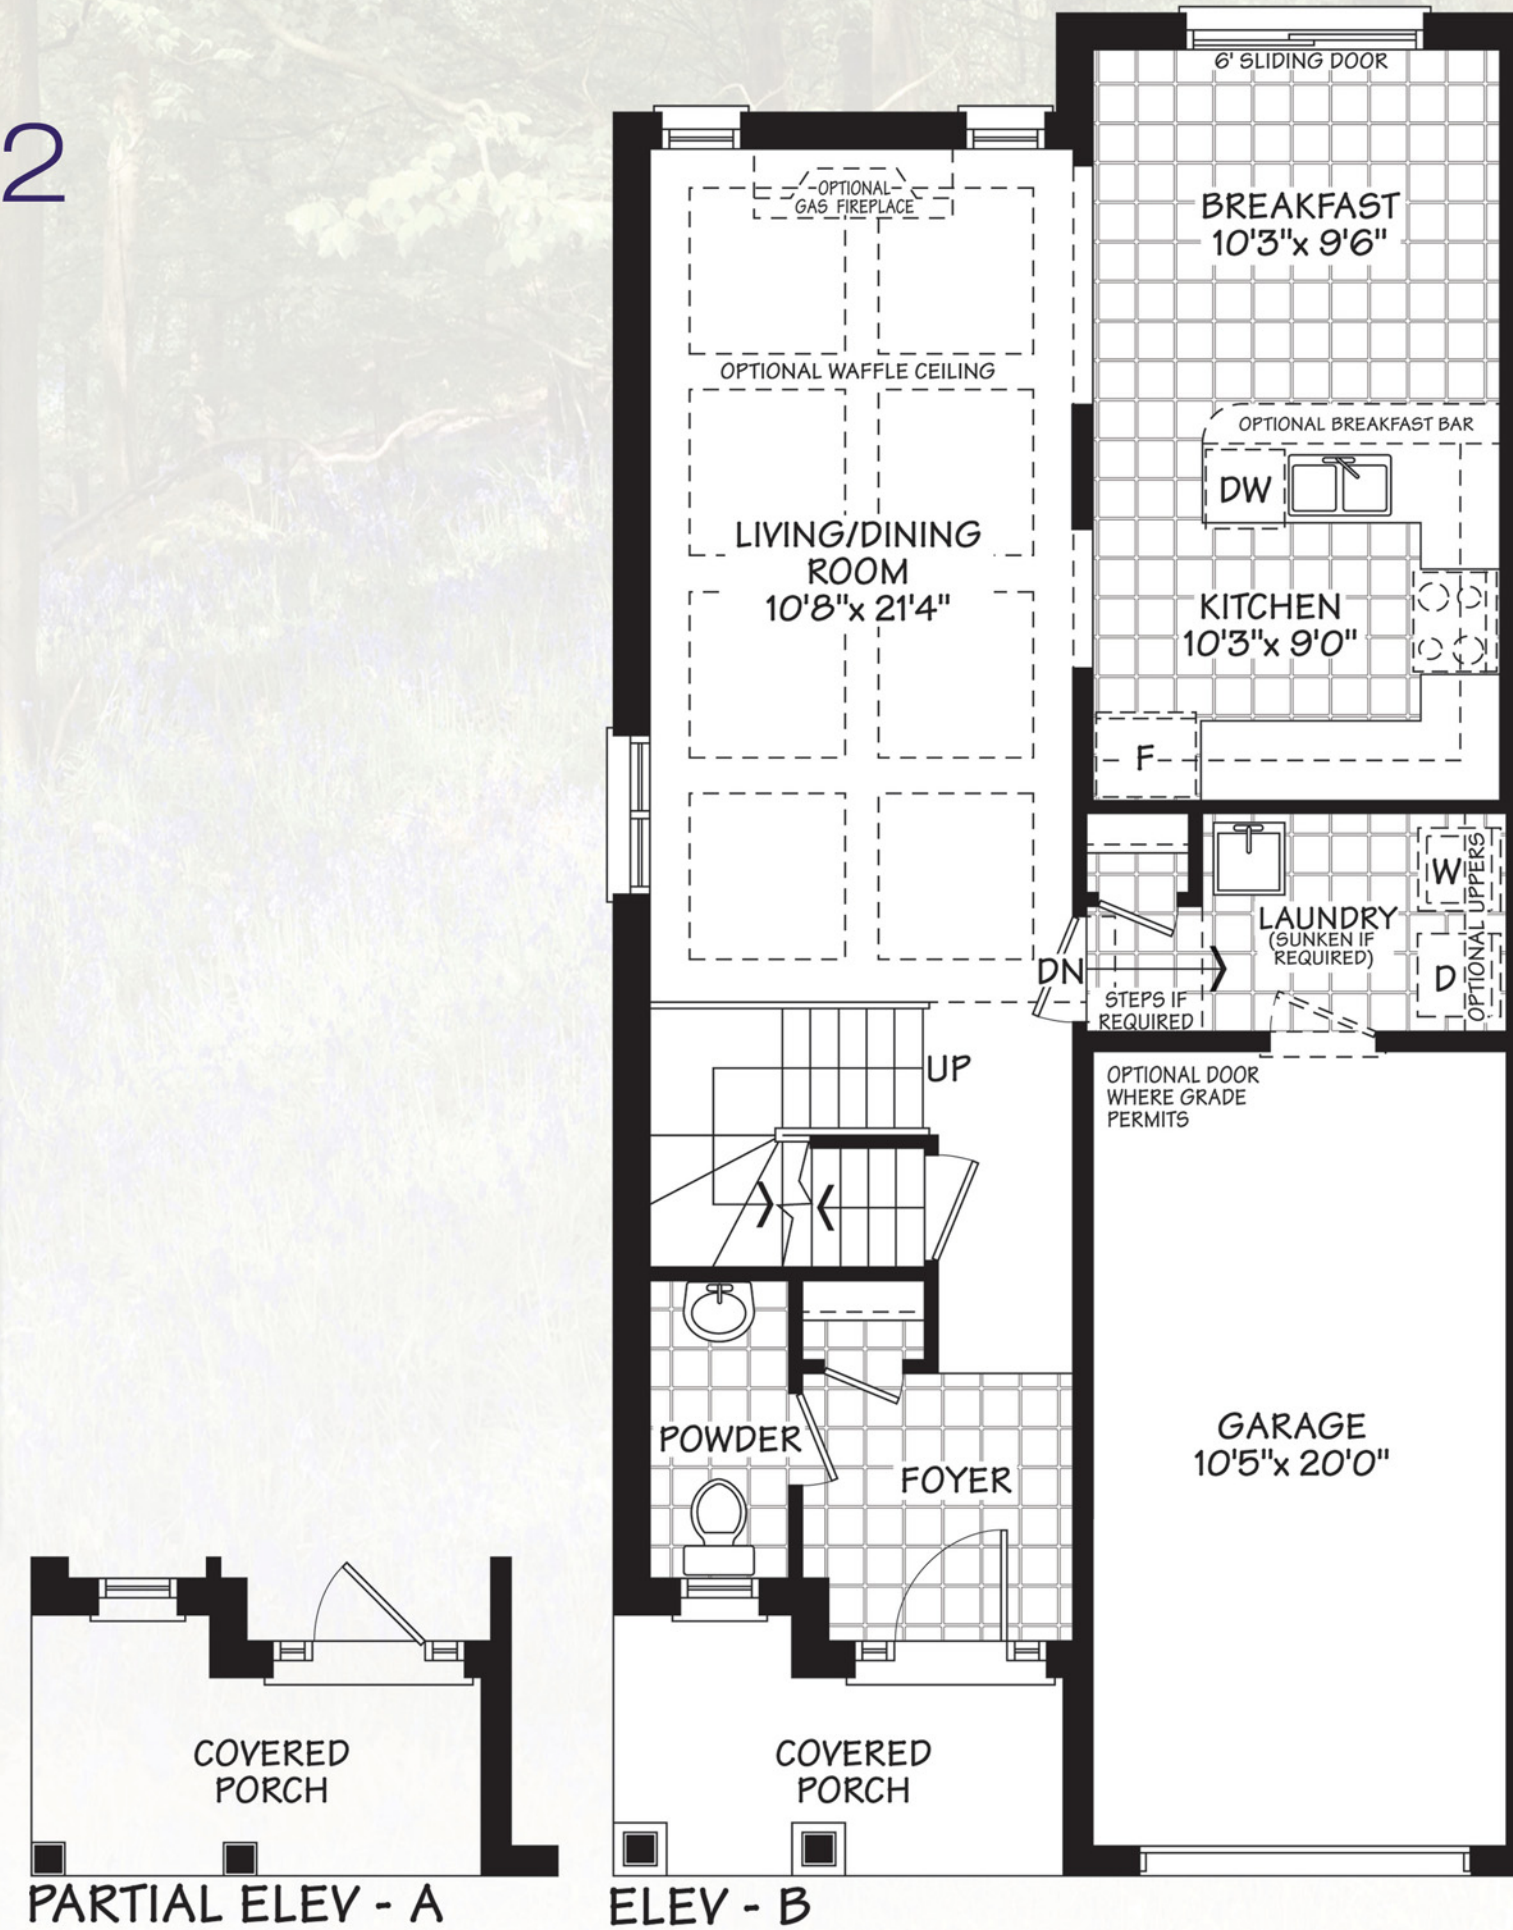 2
6' SLIDING DOOR
BREAKFAST
10'3"x 9'6"
OPTIONAL
GAS FIREPLACE
OPTIONAL WAFFLE CEILING
OPTIONAL BREAKFAST BAR
DW
LIVING/DINING
ROOM
10'8"x 21'4"
KITCHEN
10'3"x 9'0"
F
W
OPTIONAL UPPERS
LAUNDRY
(SUNKEN IF
REQUIRED)
D
OPTIONAL UPPERS
DN
STEPS IF
REQUIRED
UP
OPTIONAL DOOR
WHERE GRADE
PERMITS
POWDER
FOYER
GARAGE
10'5"x 20'0"
COVERED
PORCH
COVERED
PORCH
PARTIAL ELEV - A
ELEV - B